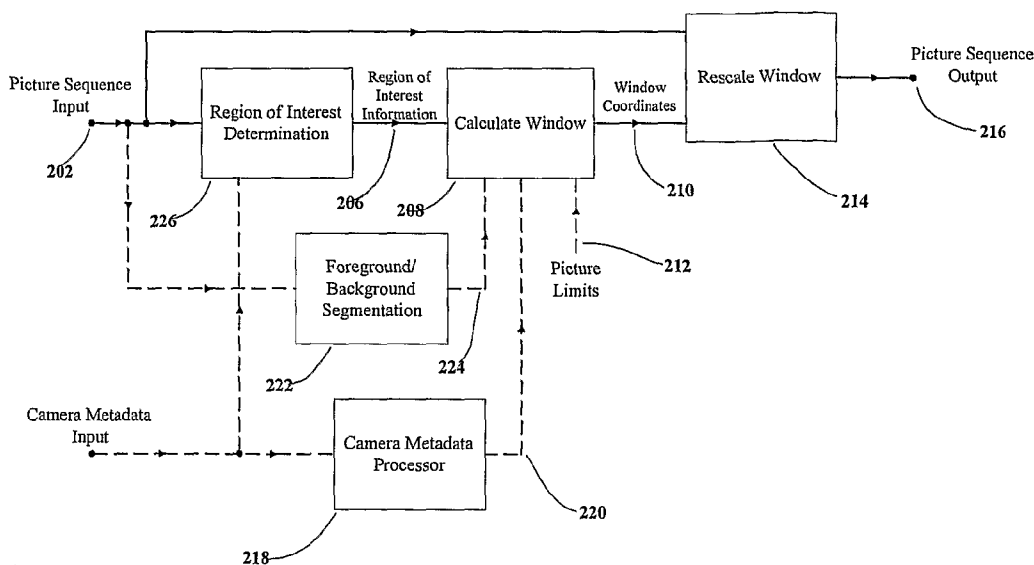 Picture Sequence
Input
202
Region of Interest
Determination
226
Region of
Interest
Information
206
Calculate Window
208
Window
Coordinates
210
Rescale Window
214
Picture Sequence
Output
216
Foreground/
Background
Segmentation
222
224
Picture
Limits
212
Camera Metadata
Input
Camera Metadata
Processor
218
220